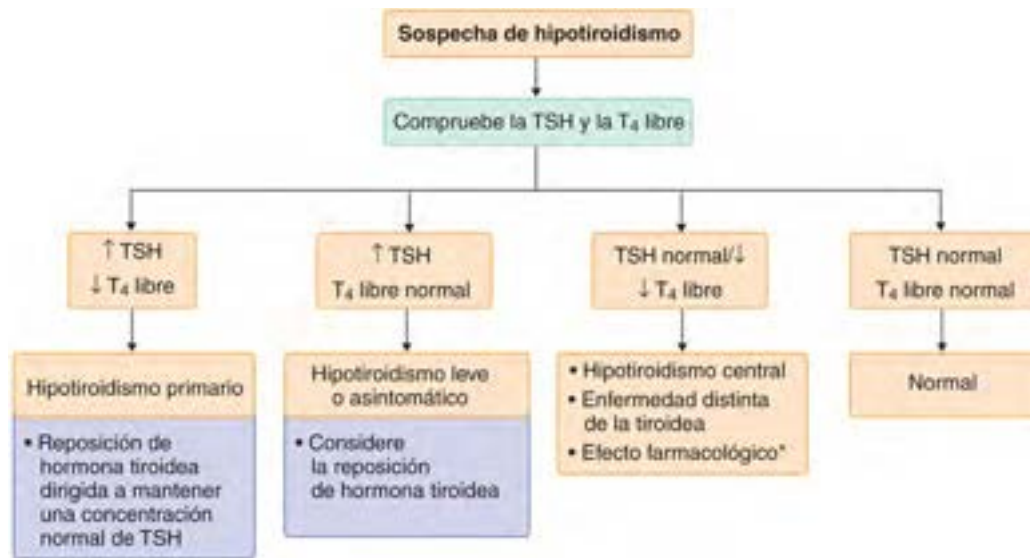 Sospecha de hipotiroidismo
Compruebe la TSH y la T₄ libre
↑ TSH
↓ T₄ libre
↑ TSH
T₄ libre normal
TSH normal/↓
↓ T₄ libre
TSH normal
T₄ libre normal
Hipotiroidismo primario
• Reposición de
hormona tiroidea
dirigida a mantener
una concentración
normal de TSH
Hipotiroidismo leve
o asintomático
• Considere
la reposición
de hormona tiroidea
• Hipotiroidismo central
• Enfermedad distinta
de la tiroidea
• Efecto farmacológico*
Normal